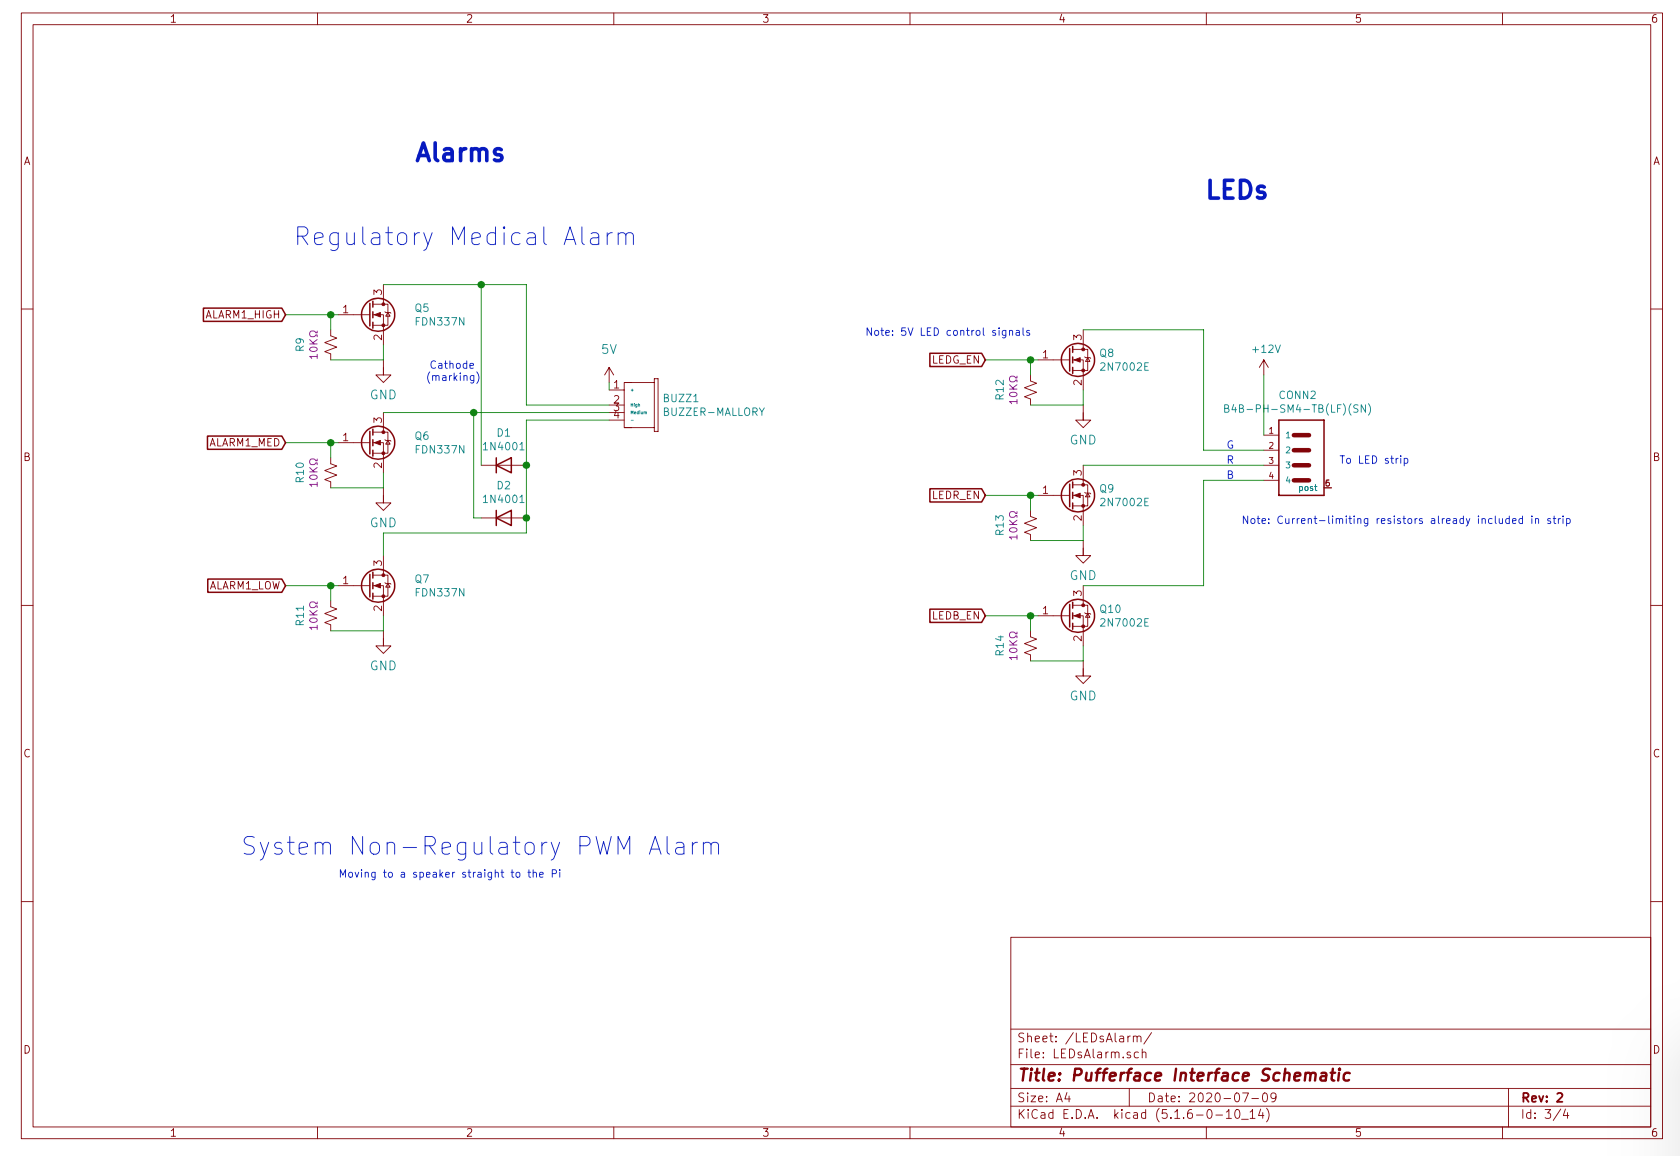 1 2 3 4 5 6
A A
Alarms
LEDs
Regulatory Medical Alarm
ALARM1_HIGH
1
3
2
Q5
FDN337N
R9
10KΩ
GND
Cathode
(marking)
ALARM1_MED
1
3
2
Q6
FDN337N
R10
10KΩ
GND
5V
1
2
3
4
+
High
Medium
-
BUZZ1
BUZZER-MALLORY
D1
1N4001
D2
1N4001
ALARM1_LOW
1
3
2
Q7
FDN337N
R11
10KΩ
GND
Note: 5V LED control signals
LEDG_EN
1
3
2
Q8
2N7002E
R12
10KΩ
GND
+12V
CONN2
B4B-PH-SM4-TB(LF)(SN)
1 1
G 2 2
R 3 3
B 4 4
post
5
To LED strip
Note: Current-limiting resistors already included in strip
LEDR_EN
1
3
2
Q9
2N7002E
R13
10KΩ
GND
LEDB_EN
1
3
2
Q10
2N7002E
R14
10KΩ
GND
B B
C C
System Non-Regulatory PWM Alarm
Moving to a speaker straight to the Pi
D D
Sheet: /LEDsAlarm/
File: LEDsAlarm.sch
Title: Pufferface Interface Schematic
Size: A4 Date: 2020-07-09 Rev: 2
KiCad E.D.A. kicad (5.1.6-0-10_14) Id: 3/4
1 2 3 4 5 6